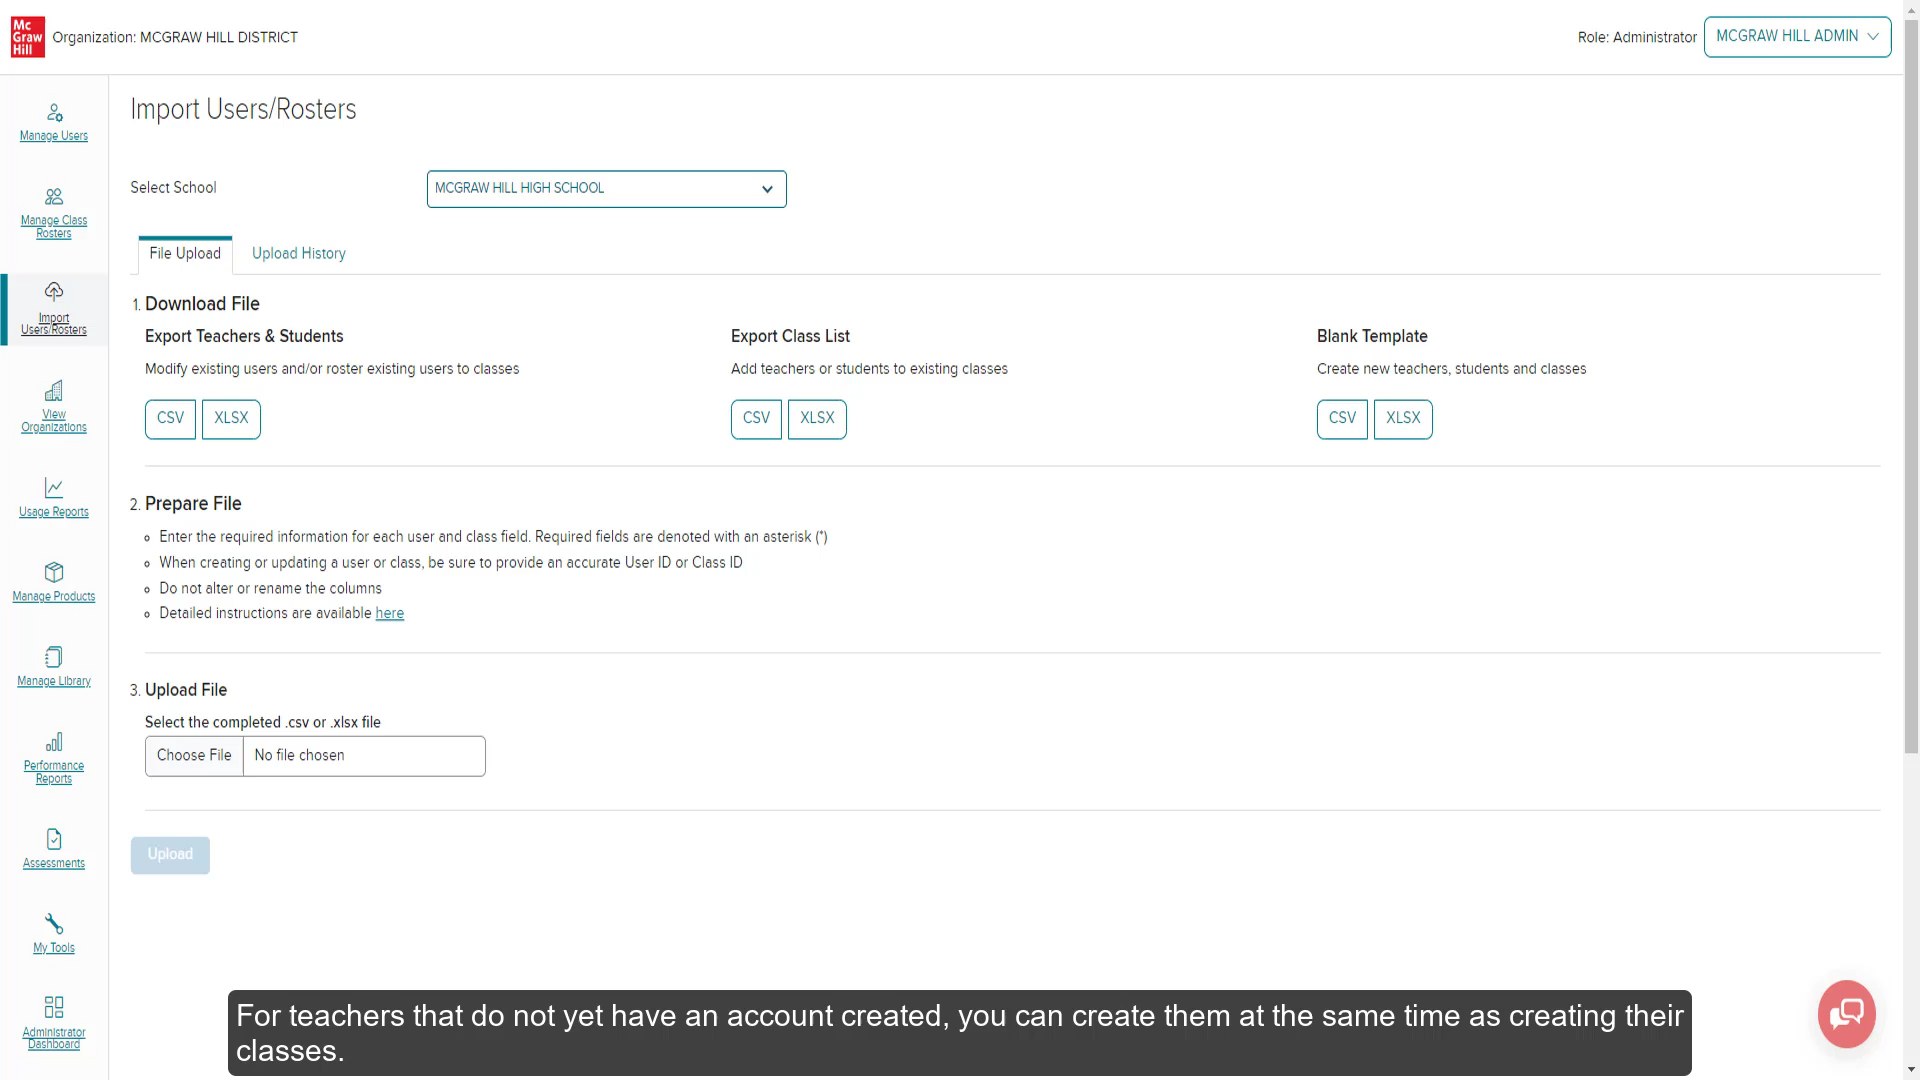 Mc
Graw
Hill
Organization: MCGRAW HILL DISTRICT
Role: Administrator
MCGRAW HILL ADMIN
Manage Users
Manage Class
Rosters
Import
Users/Rosters
View
Organizations
Usage Reports
Manage Products
Manage Library
Performance
Reports
Assessments
My Tools
Administrator
Dashboard
Import Users/Rosters
Select School
MCGRAW HILL HIGH SCHOOL
File Upload
Upload History
1. Download File
Export Teachers & Students
Modify existing users and/or roster existing users to classes
CSV
XLSX
Export Class List
Add teachers or students to existing classes
CSV
XLSX
Blank Template
Create new teachers, students and classes
CSV
XLSX
2. Prepare File
Enter the required information for each user and class field. Required fields are denoted with an asterisk (*)
When creating or updating a user or class, be sure to provide an accurate User ID or Class ID
Do not alter or rename the columns
Detailed instructions are available here
3. Upload File
Select the completed .csv or .xlsx file
Choose File
No file chosen
Upload
For teachers that do not yet have an account created, you can create them at the same time as creating their
classes.